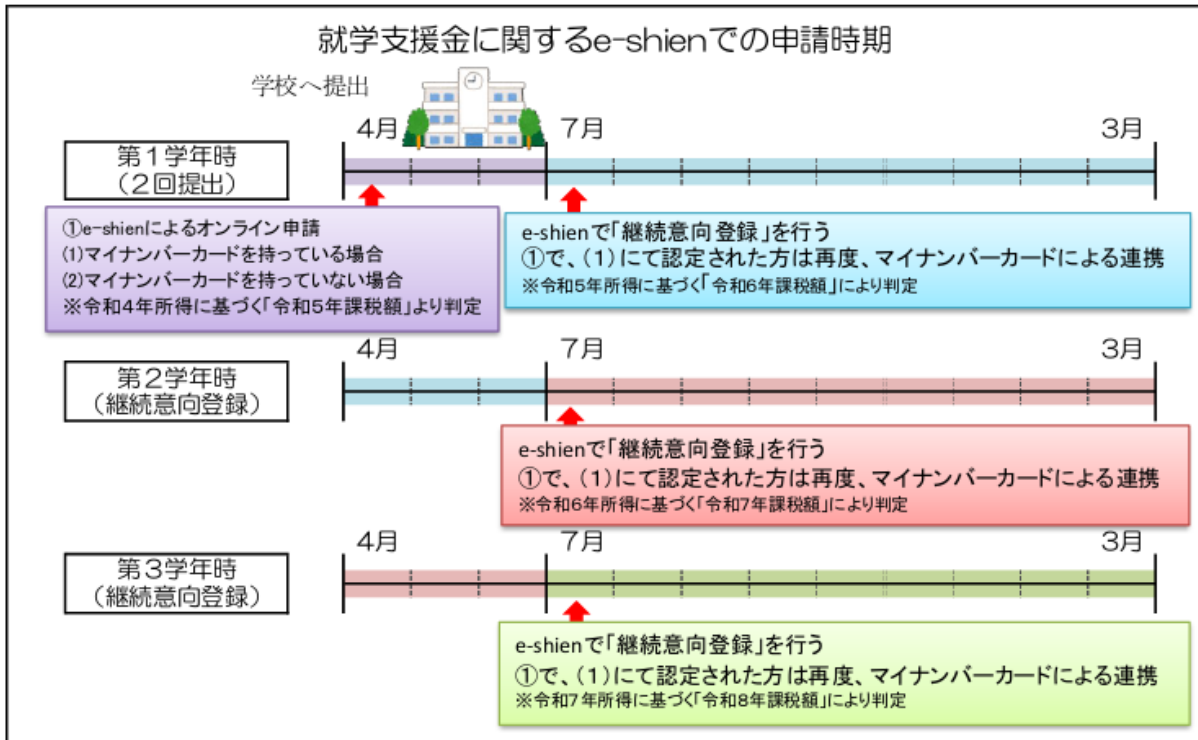 就学支援金に関するe-shienでの申請時期
学校へ提出
4月
7月
3月
第1学年時
(2回提出)
①e-shienによるオンライン申請
(1)マイナンバーカードを持っている場合
(2)マイナンバーカードを持っていない場合
※令和4年所得に基づく「令和5年課税額」より判定
e-shienで「継続意向登録」を行う
①で、(1)にて認定された方は再度、マイナンバーカードによる連携
※令和5年所得に基づく「令和6年課税額」により判定
4月
7月
3月
第2学年時
(継続意向登録)
e-shienで「継続意向登録」を行う
①で、(1)にて認定された方は再度、マイナンバーカードによる連携
※令和6年所得に基づく「令和7年課税額」により判定
4月
7月
3月
第3学年時
(継続意向登録)
e-shienで「継続意向登録」を行う
①で、(1)にて認定された方は再度、マイナンバーカードによる連携
※令和7年所得に基づく「令和8年課税額」により判定